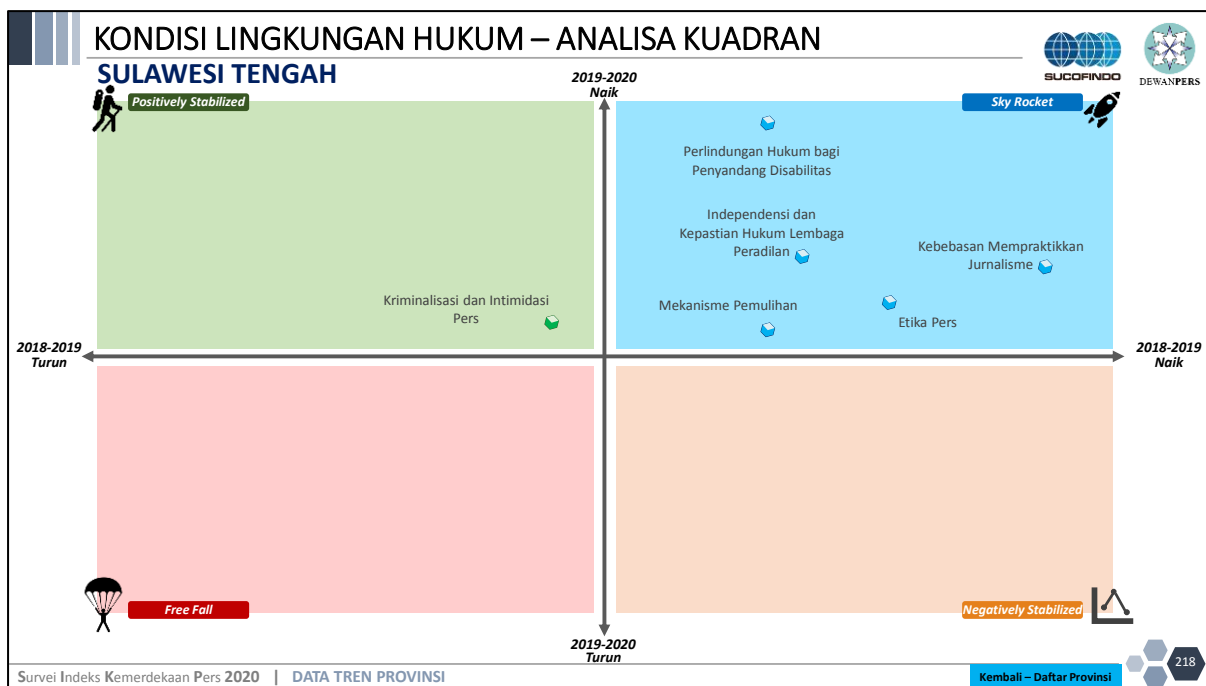 KONDISI LINGKUNGAN HUKUM – ANALISA KUADRAN
SULAWESI TENGAH
SUCOFINDO
DEWANPERS
2019-2020
Naik
Positively Stabilized
Sky Rocket
Perlindungan Hukum bagi
Penyandang Disabilitas
Independensi dan
Kepastian Hukum Lembaga
Peradilan
Kebebasan Mempraktikkan
Jurnalisme
Kriminalisasi dan Intimidasi
Pers
Mekanisme Pemulihan
Etika Pers
2018-2019
Turun
2018-2019
Naik
Free Fall
Negatively Stabilized
2019-2020
Turun
Survei Indeks Kemerdekaan Pers 2020 | DATA TREN PROVINSI
Kembali – Daftar Provinsi
218